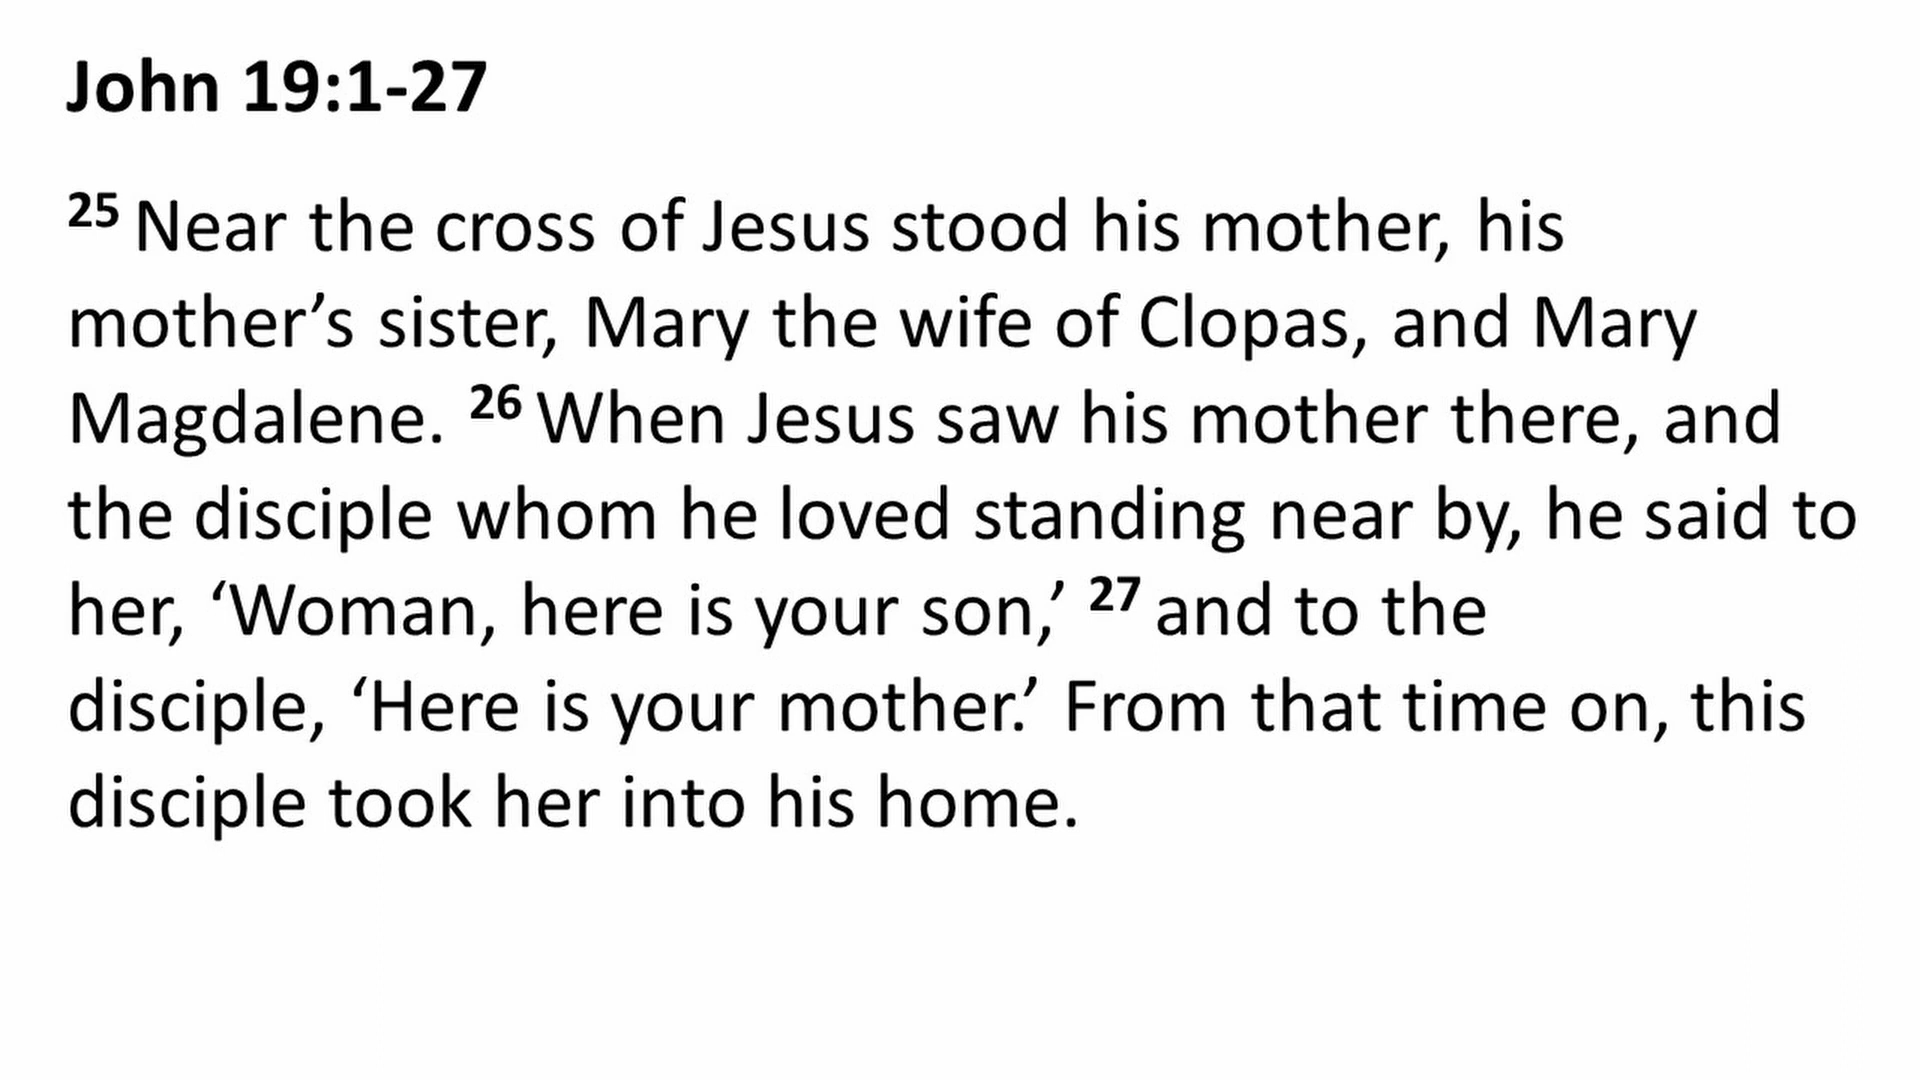 John 19:1-27
25 Near the cross of Jesus stood his mother, his
mother’s sister, Mary the wife of Clopas, and Mary
Magdalene. 26 When Jesus saw his mother there, and
the disciple whom he loved standing near by, he said to
her, ‘Woman, here is your son,’ 27 and to the
disciple, ‘Here is your mother.’ From that time on, this
disciple took her into his home.